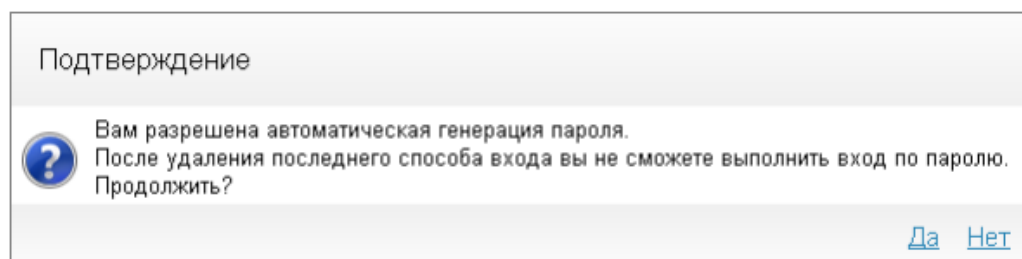 Подтверждение
Вам разрешена автоматическая генерация пароля.
После удаления последнего способа входа вы не сможете выполнить вход по паролю.
Продолжить?
Да Нет